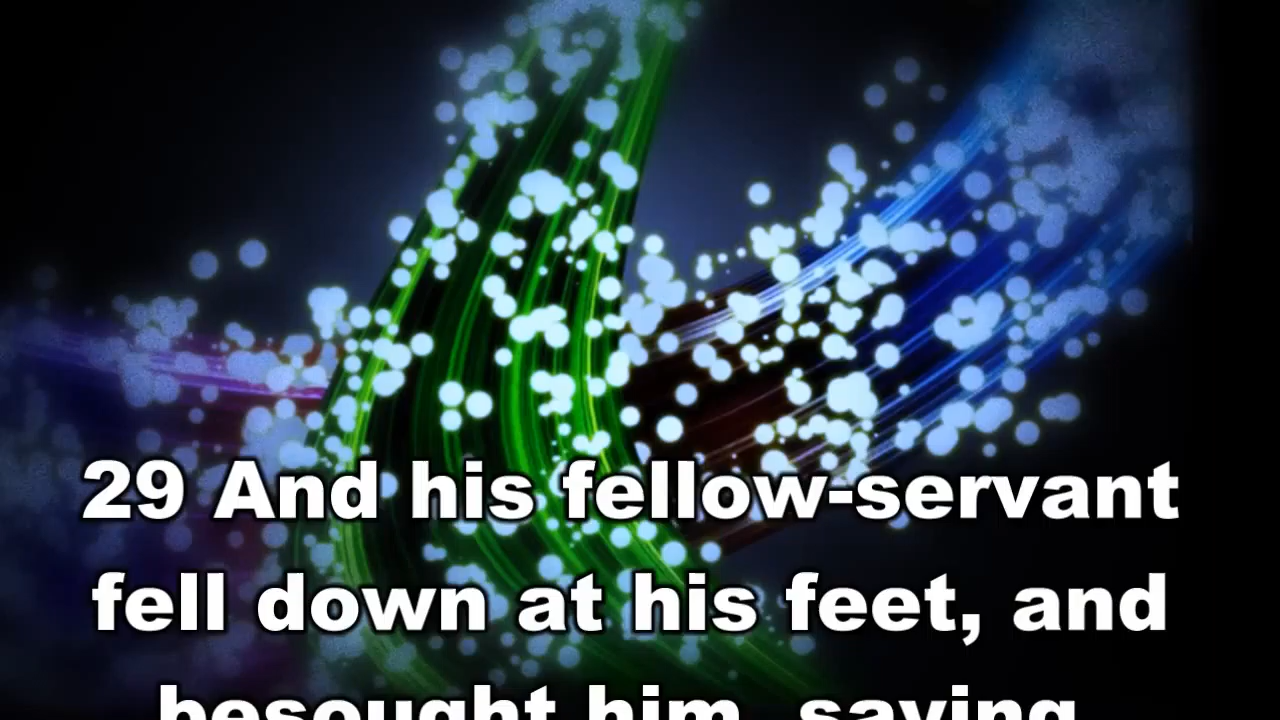 29 And his fellow-servant
fell down at his feet, and
besought him, saying